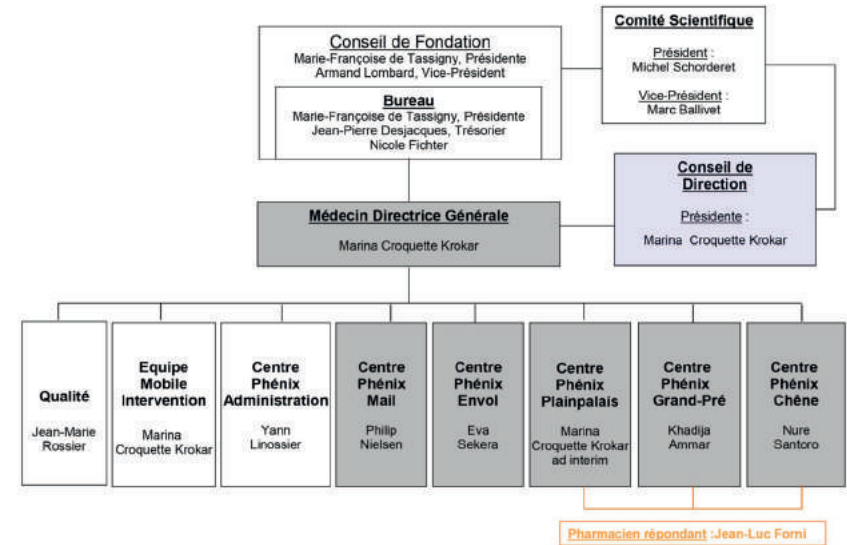 Conseil de Fondation
Marie-Françoise de Tassigny, Présidente
Armand Lombard, Vice-Président
Bureau
Marie-Françoise de Tassigny, Présidente
Jean-Pierre Desjacques, Trésorier
Nicole Fichter
Comité Scientifique
Président :
Michel Schorderet
Vice-Président :
Marc Ballivet
Conseil de
Direction
Présidente :
Marina Croquette Krokar
Médecin Directrice Générale
Marina Croquette Krokar
Qualité
Jean-Marie
Rossier
Equipe
Mobile
Intervention
Marina
Croquette Krokar
Centre
Phénix
Administration
Yann
Linossier
Centre
Phénix
Mail
Philip
Nielsen
Centre
Phénix
Envol
Eva
Sekera
Centre
Phénix
Plainpalais
Marina
Croquette Krokar
ad interim
Centre
Phénix
Grand-Pré
Khadija
Ammar
Centre
Phénix
Chêne
Nure
Santoro
Pharmacien répondant :Jean-Luc Forni